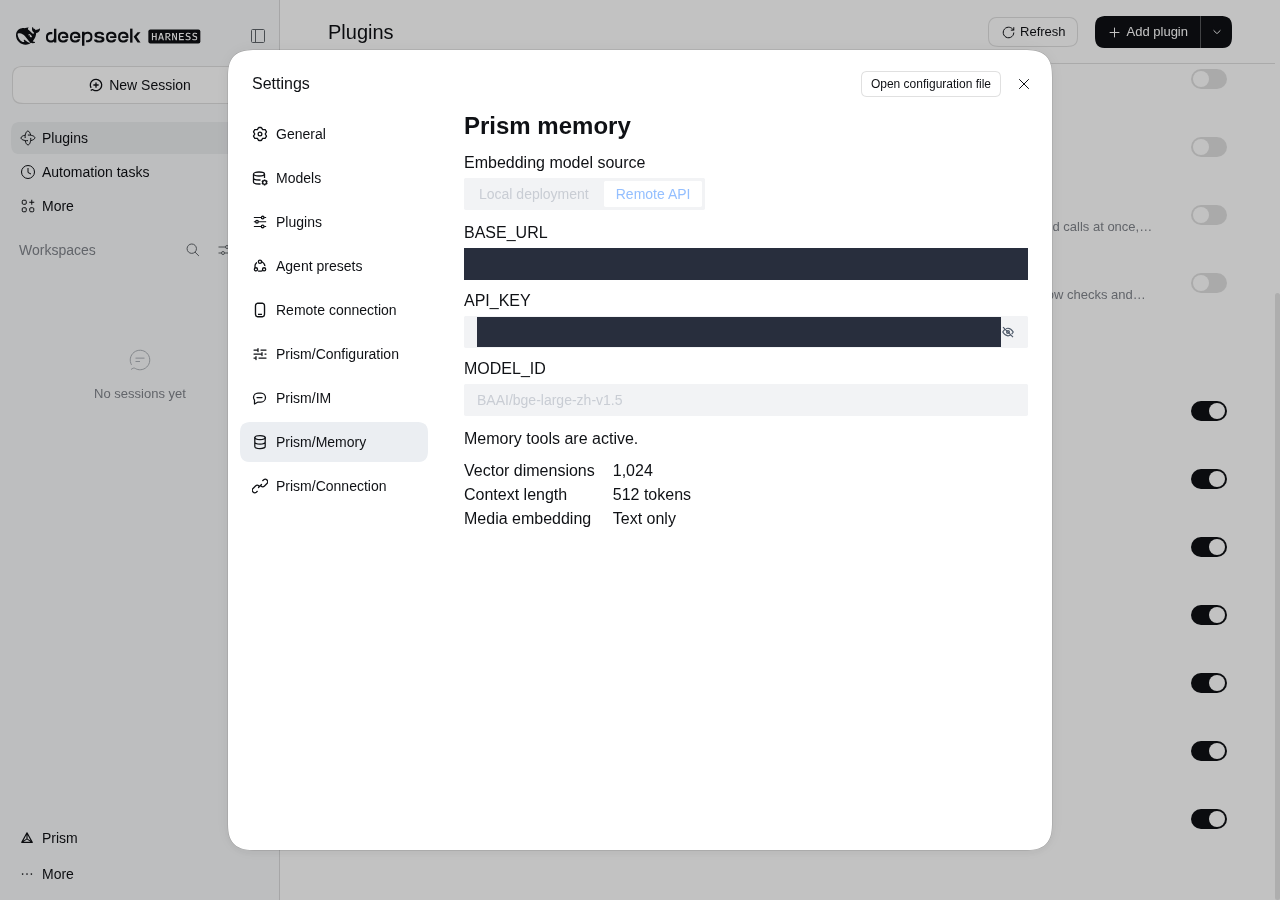 deepseek HARNESS
New Session
Plugins
Automation tasks
More
Workspaces
No sessions yet
Prism
More
Plugins
Refresh
Add plugin
d calls at once,…
ow checks and…
Settings
Open configuration file
General
Models
Plugins
Agent presets
Remote connection
Prism/Configuration
Prism/IM
Prism/Memory
Prism/Connection
Prism memory
Embedding model source
Local deployment
Remote API
BASE_URL
API_KEY
MODEL_ID
BAAI/bge-large-zh-v1.5
Memory tools are active.
Vector dimensions 1,024
Context length 512 tokens
Media embedding Text only